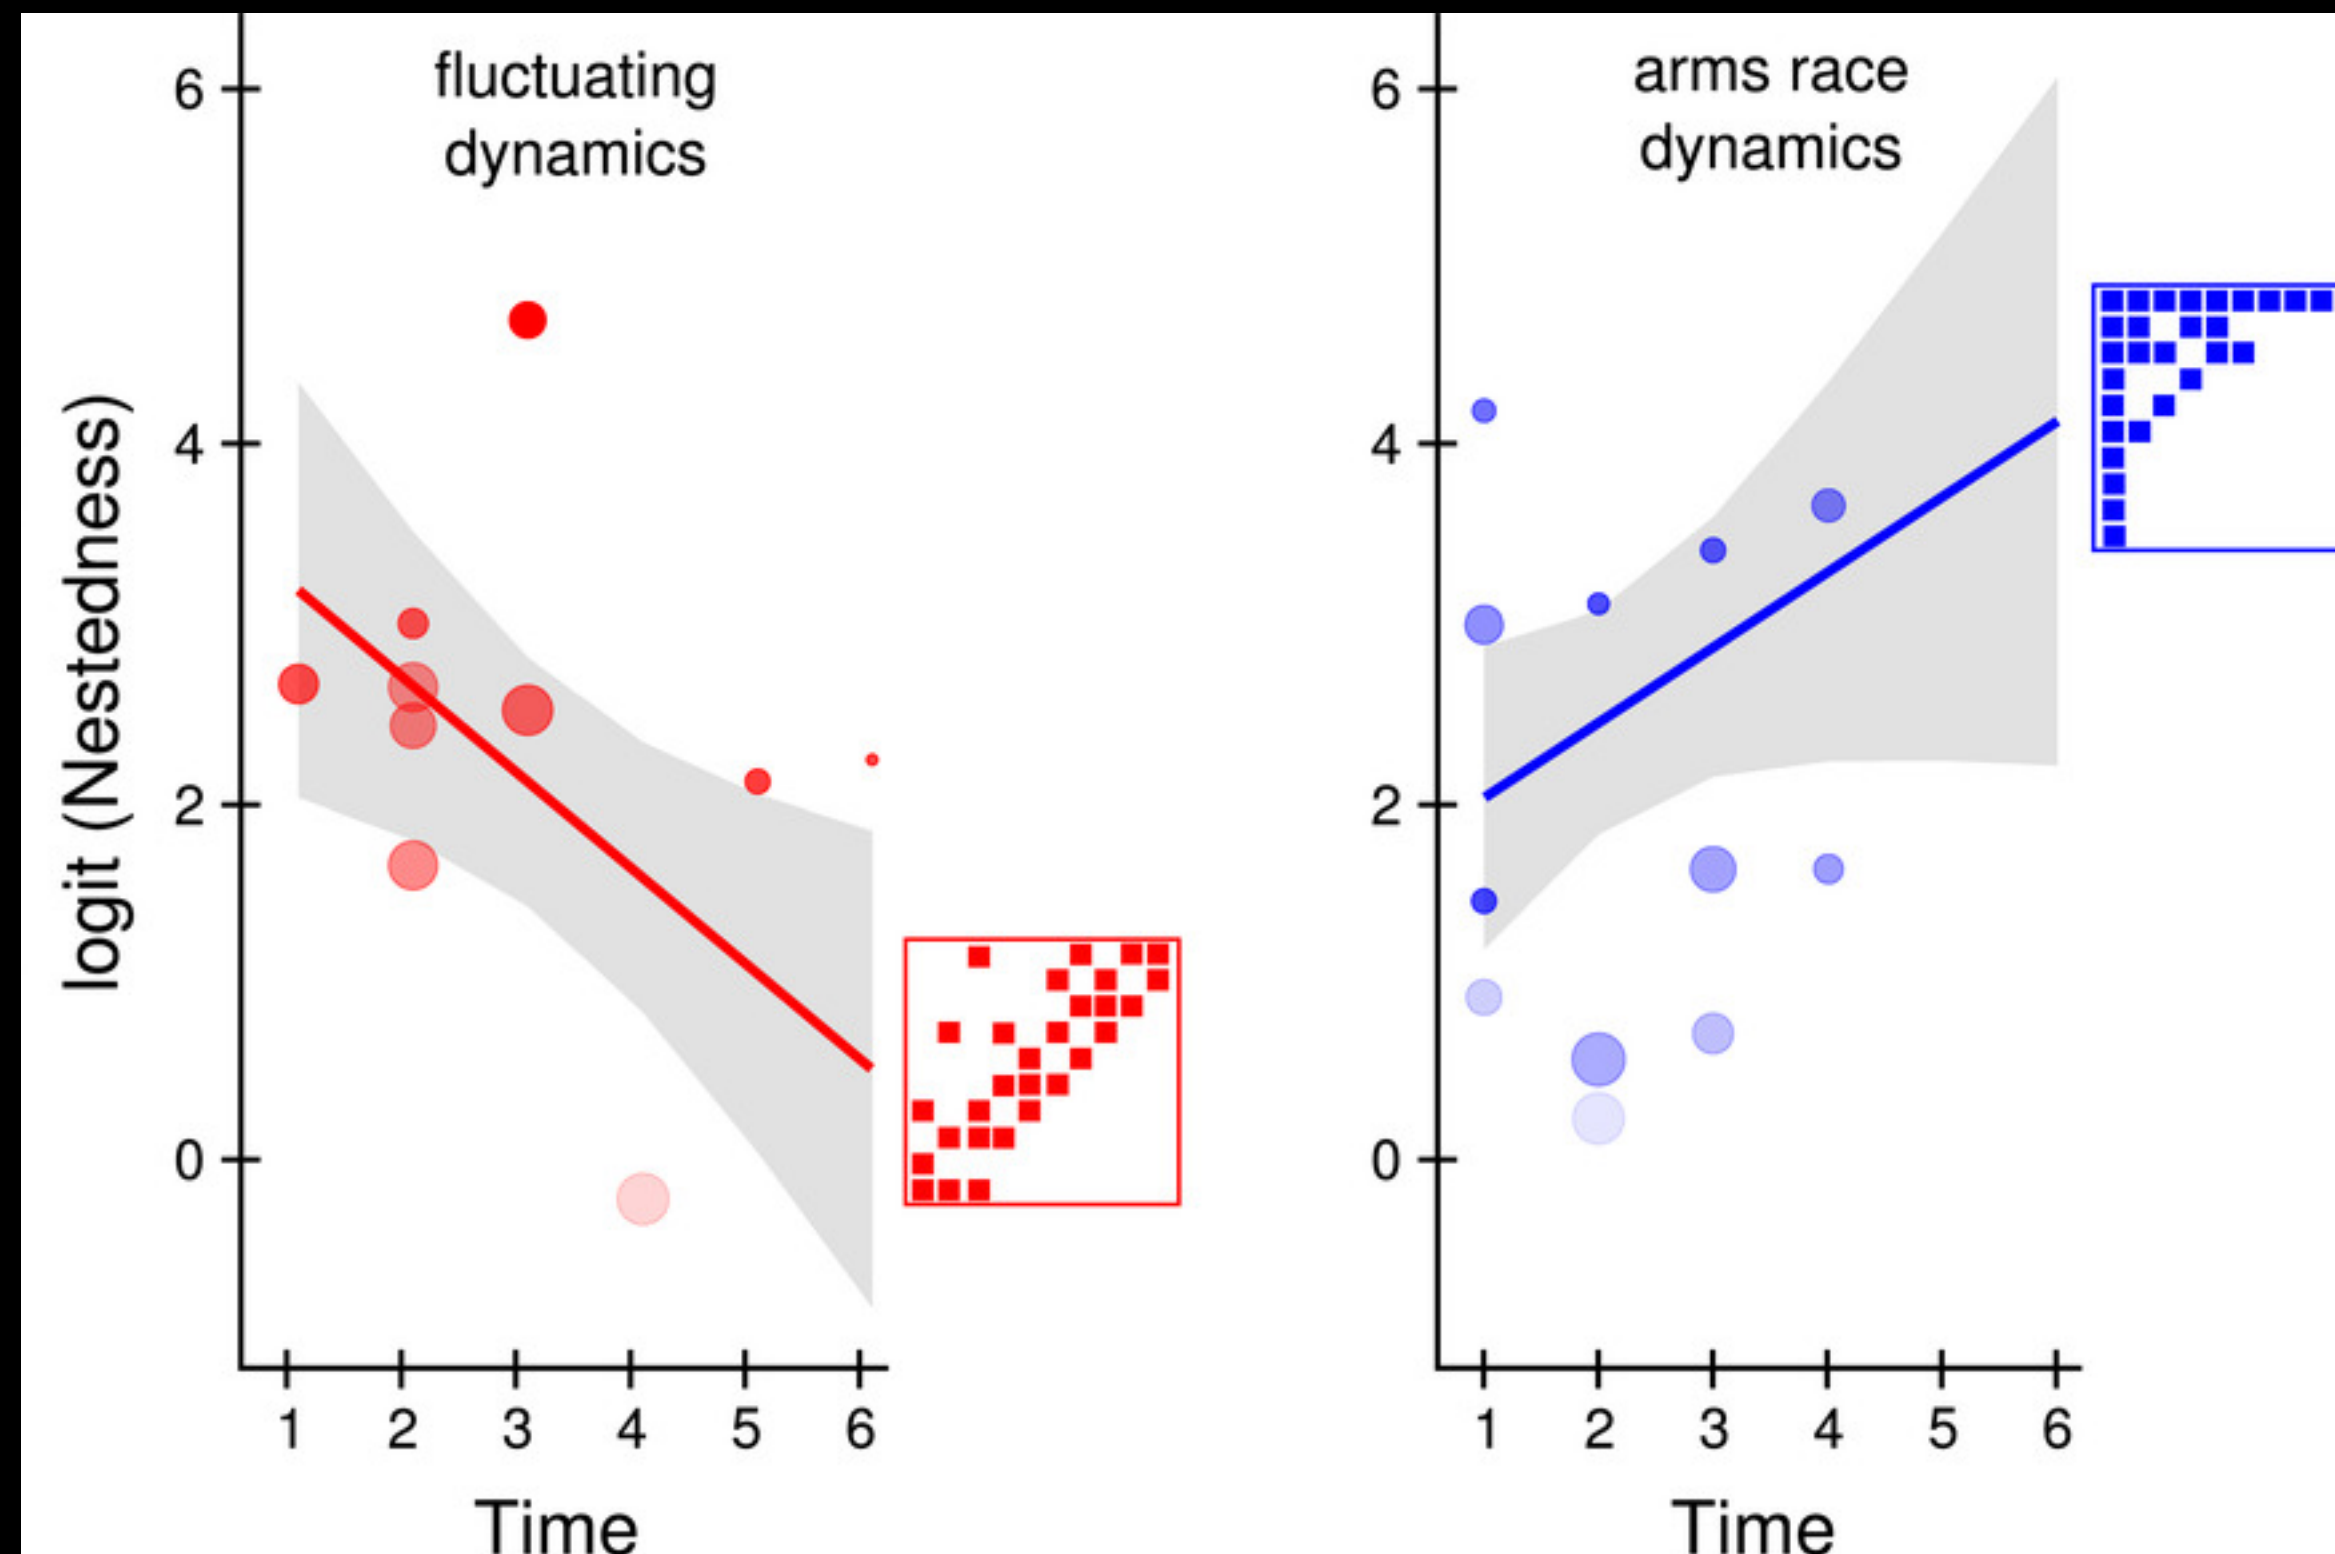 fluctuating
dynamics
logit (Nestedness)
6
4
2
0
1 2 3 4 5 6
Time
arms race
dynamics
6
4
2
0
1 2 3 4 5 6
Time